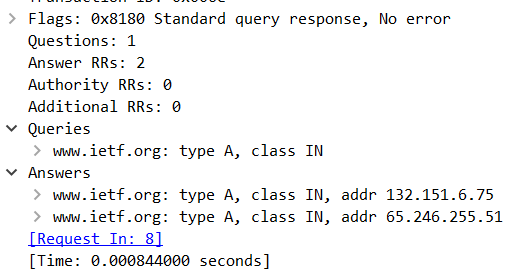 Flags: 0x8180 Standard query response, No error
Questions: 1
Answer RRs: 2
Authority RRs: 0
Additional RRs: 0
Queries
www.ietf.org: type A, class IN
Answers
www.ietf.org: type A, class IN, addr 132.151.6.75
www.ietf.org: type A, class IN, addr 65.246.255.51
[Request In: 8]
[Time: 0.000844000 seconds]